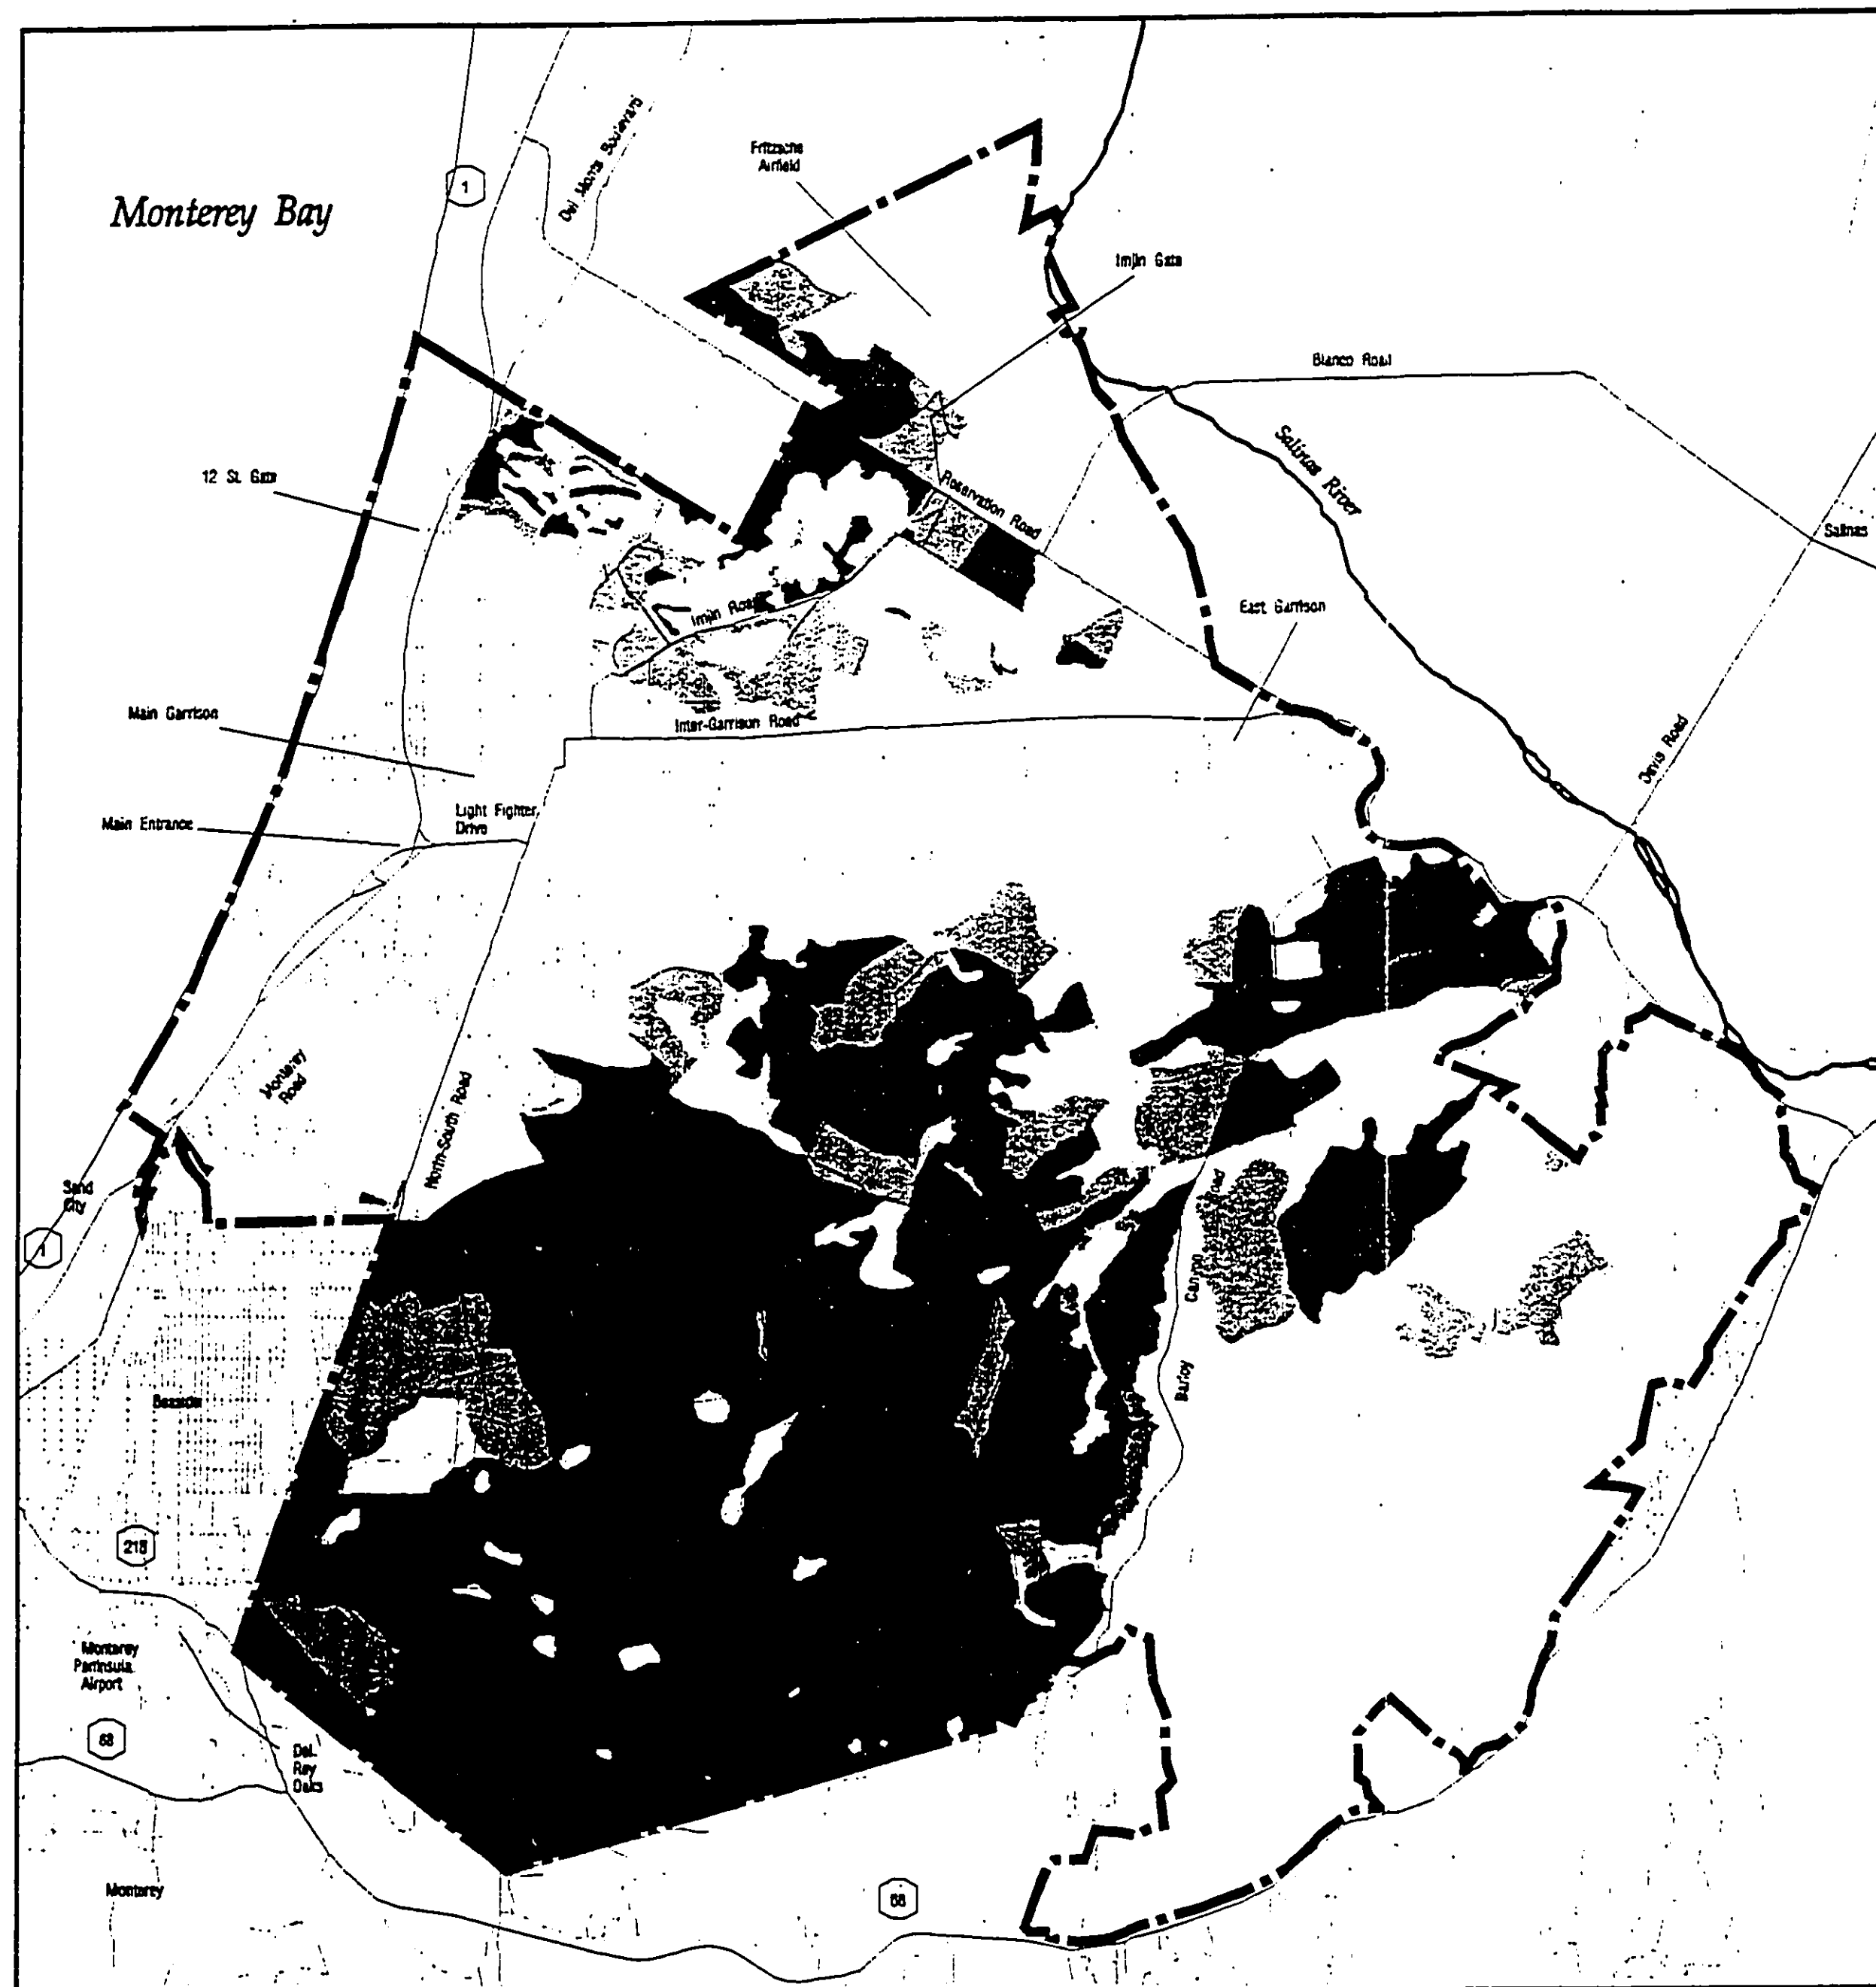 Monterey Bay
1
Del Monte Boulevard
Fritzsche
Airfield
Imjin Gate
Blanco Road
Salinas River
Salinas
12 St. Gate
Reservation Road
Imjin Road
East Garrison
Main Garrison
Inter-Garrison Road
Davis Road
Main Entrance
Light Fighter
Drive
Monterey
Road
North-South Road
Sand
City
1
Barloy Canyon Road
Seaside
218
Monterey
Peninsula
Airport
68
Del
Rey
Oaks
Monterey
68